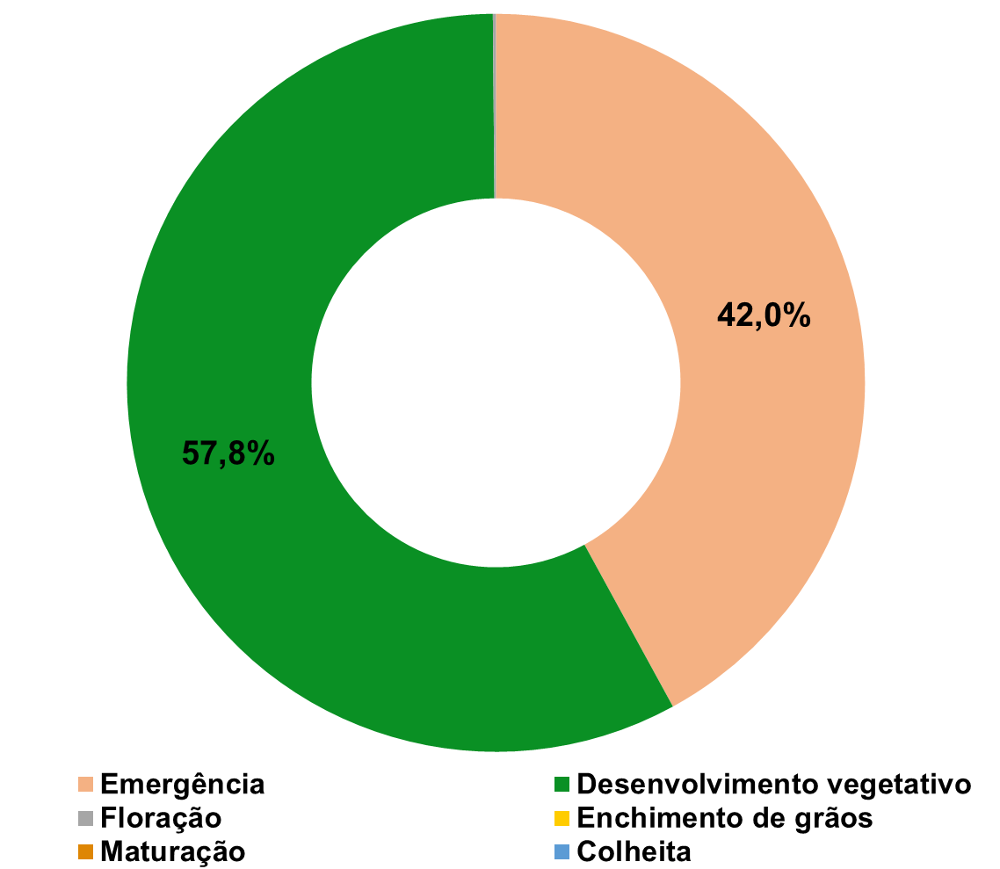 42,0%
57,8%
Emergência
Desenvolvimento vegetativo
Floração
Enchimento de grãos
Maturação
Colheita